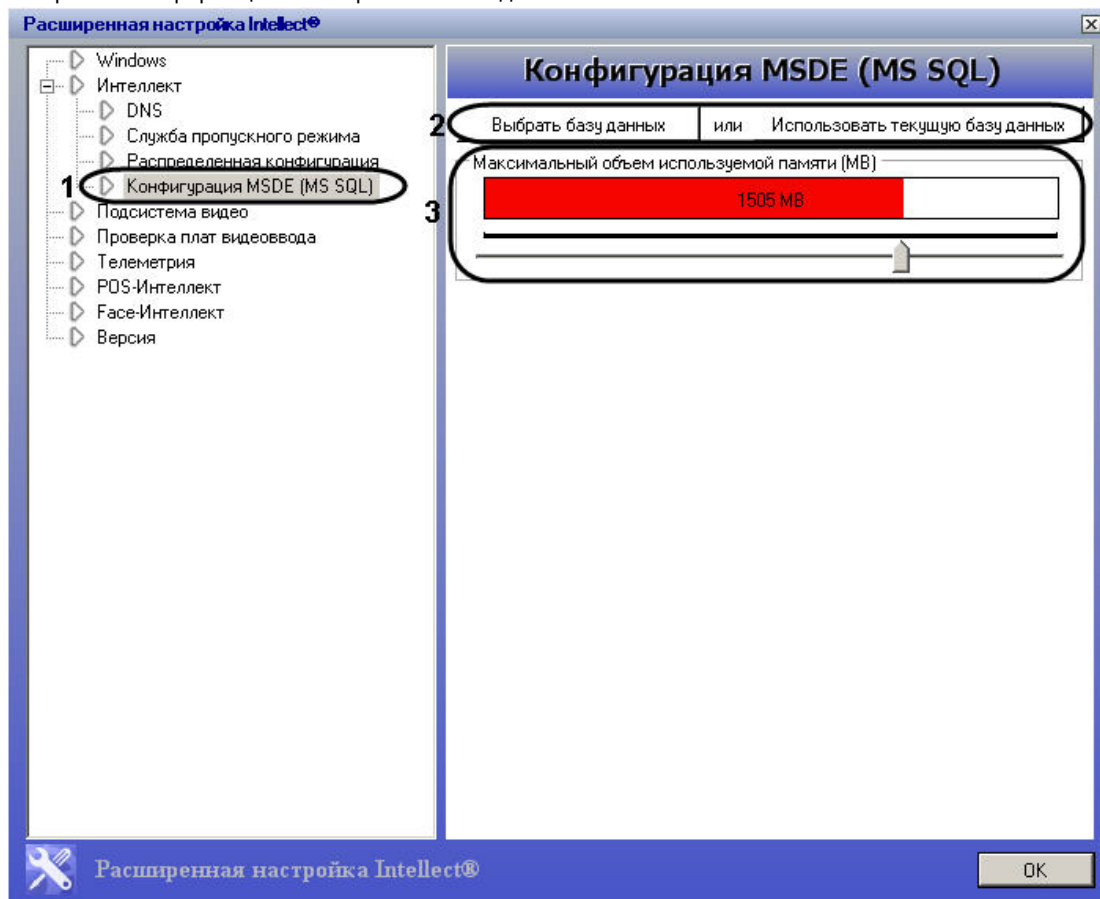 Расширенная настройка Intellect®
Windows
Интеллект
DNS
Служба пропускного режима
Распределенная конфигурация
1 Конфигурация MSDE (MS SQL)
Подсистема видео
Проверка плат видеоввода
Телеметрия
POS-Интеллект
Face-Интеллект
Версия
Конфигурация MSDE (MS SQL)
2 Выбрать базу данных или Использовать текущую базу данных
Максимальный объем используемой памяти (MB)
3 1505 MB
Расширенная настройка Intellect®
OK